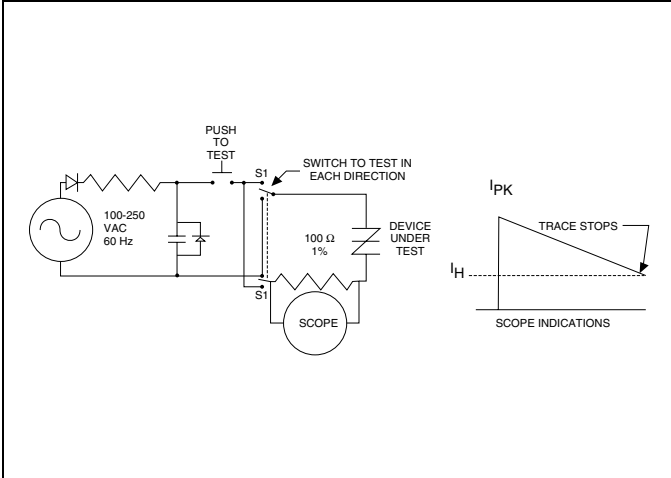 PUSH
TO
TEST
S1
SWITCH TO TEST IN
EACH DIRECTION
100-250
VAC
60 Hz
100 Ω
1%
DEVICE
UNDER
TEST
S1
SCOPE
IPK
TRACE STOPS
IH
SCOPE INDICATIONS